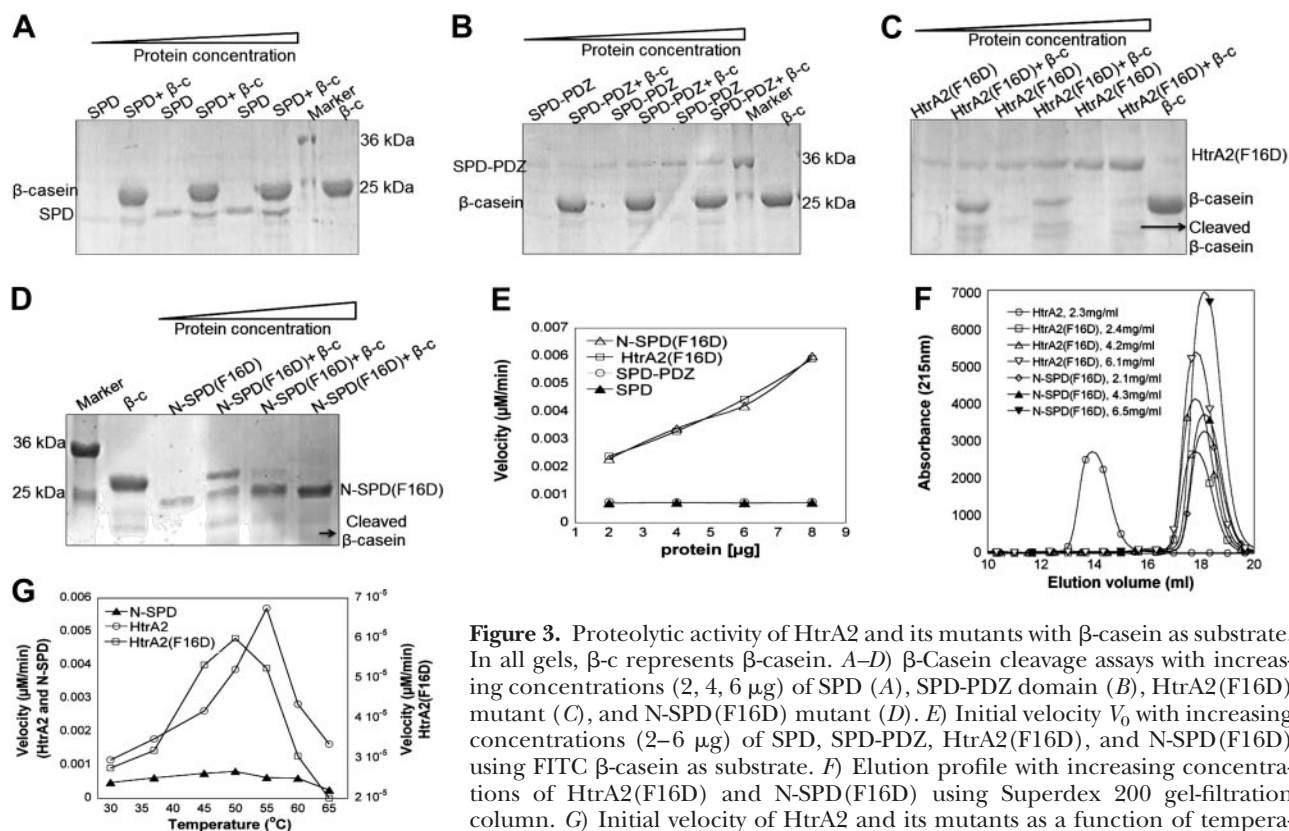 A
Protein concentration
SPD
SPD+ β-c
SPD
SPD+ β-c
SPD
SPD+ β-c
Marker
β-c
36 kDa
β-casein
25 kDa
SPD
B
Protein concentration
SPD-PDZ
SPD-PDZ+ β-c
SPD-PDZ
SPD-PDZ+ β-c
SPD-PDZ
SPD-PDZ+ β-c
Marker
β-c
SPD-PDZ
36 kDa
β-casein
25 kDa
C
Protein concentration
HtrA2(F16D)
HtrA2(F16D)+ β-c
HtrA2(F16D)
HtrA2(F16D)+ β-c
HtrA2(F16D)
HtrA2(F16D)+ β-c
β-c
HtrA2(F16D)
β-casein
Cleaved
β-casein
D
Protein concentration
Marker
β-c
N-SPD(F16D)
N-SPD(F16D)+ β-c
N-SPD(F16D)+ β-c
N-SPD(F16D)+ β-c
36 kDa
25 kDa
N-SPD(F16D)
Cleaved
β-casein
E
0.007
0.006
0.005
0.004
0.003
0.002
0.001
0
Velocity (µM/min)
N-SPD(F16D)
HtrA2(F16D)
SPD-PDZ
SPD
1 2 3 4 5 6 7 8 9
protein [µg]
F
7000
6000
5000
4000
3000
2000
1000
0
Absorbance (215nm)
HtrA2, 2.3mg/ml
HtrA2(F16D), 2.4mg/ml
HtrA2(F16D), 4.2mg/ml
HtrA2(F16D), 6.1mg/ml
N-SPD(F16D), 2.1mg/ml
N-SPD(F16D), 4.3mg/ml
N-SPD(F16D), 6.5mg/ml
10 12 14 16 18 20
Elution volume (ml)
G
0.006
0.005
0.004
0.003
0.002
0.001
0
Velocity (µM/min)
(HtrA2 and N-SPD)
N-SPD
HtrA2
HtrA2(F16D)
7 10⁻⁵
6 10⁻⁵
5 10⁻⁵
4 10⁻⁵
3 10⁻⁵
2 10⁻⁵
Velocity (µM/min)
HtrA2(F16D)
30 35 40 45 50 55 60 65
Temperature (°C)
Figure 3. Proteolytic activity of HtrA2 and its mutants with β-casein as substrate.
In all gels, β-c represents β-casein. A–D) β-Casein cleavage assays with increas-
ing concentrations (2, 4, 6 µg) of SPD (A), SPD-PDZ domain (B), HtrA2(F16D)
mutant (C), and N-SPD(F16D) mutant (D). E) Initial velocity V₀ with increasing
concentrations (2–6 µg) of SPD, SPD-PDZ, HtrA2(F16D), and N-SPD(F16D)
using FITC β-casein as substrate. F) Elution profile with increasing concentra-
tions of HtrA2(F16D) and N-SPD(F16D) using Superdex 200 gel-filtration
column. G) Initial velocity of HtrA2 and its mutants as a function of tempera-